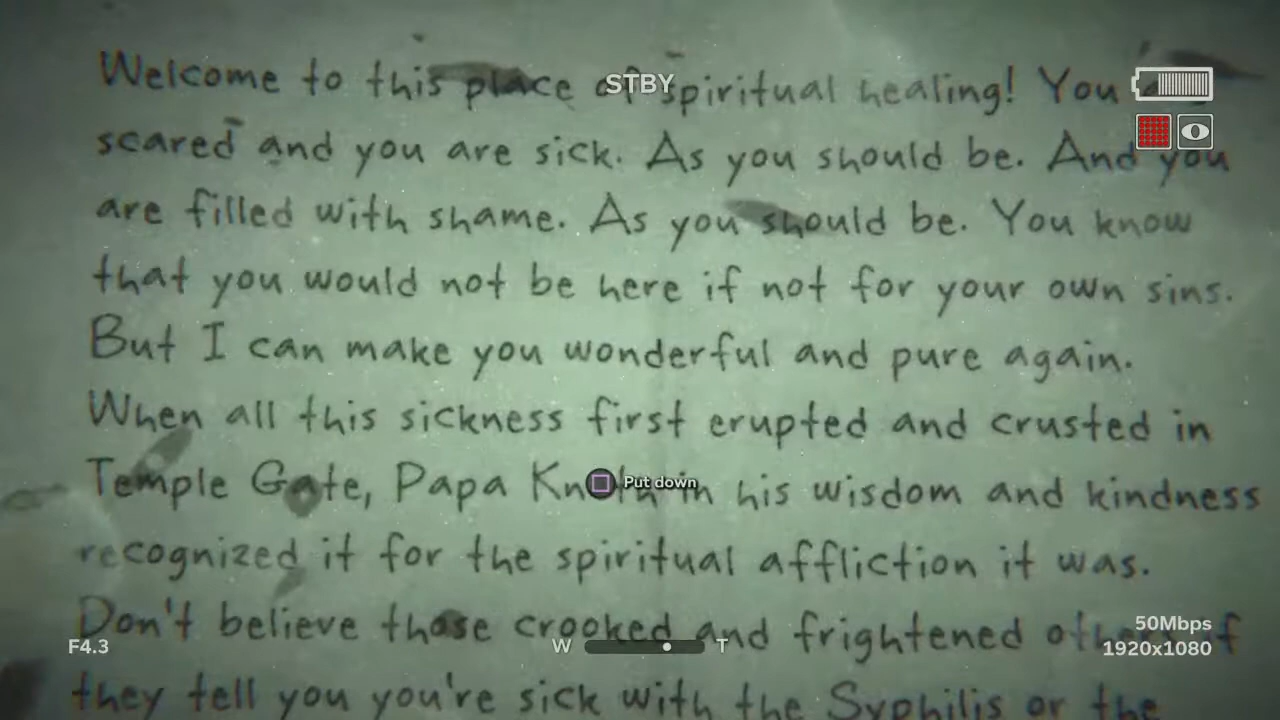 Welcome to this place of spiritual healing! You
STBY
scared and you are sick. As you should be. And you
are filled with shame. As you should be. You know
that you would not be here if not for your own sins.
But I can make you wonderful and pure again.
When all this sickness first erupted and crusted in
Temple Gate, Papa Knoth in his wisdom and kindness
Put down
recognized it for the spiritual affliction it was.
Don't believe those crooked and frightened others if
F4.3
W
T
50Mbps
1920x1080
they tell you you're sick with the Syphilis or the